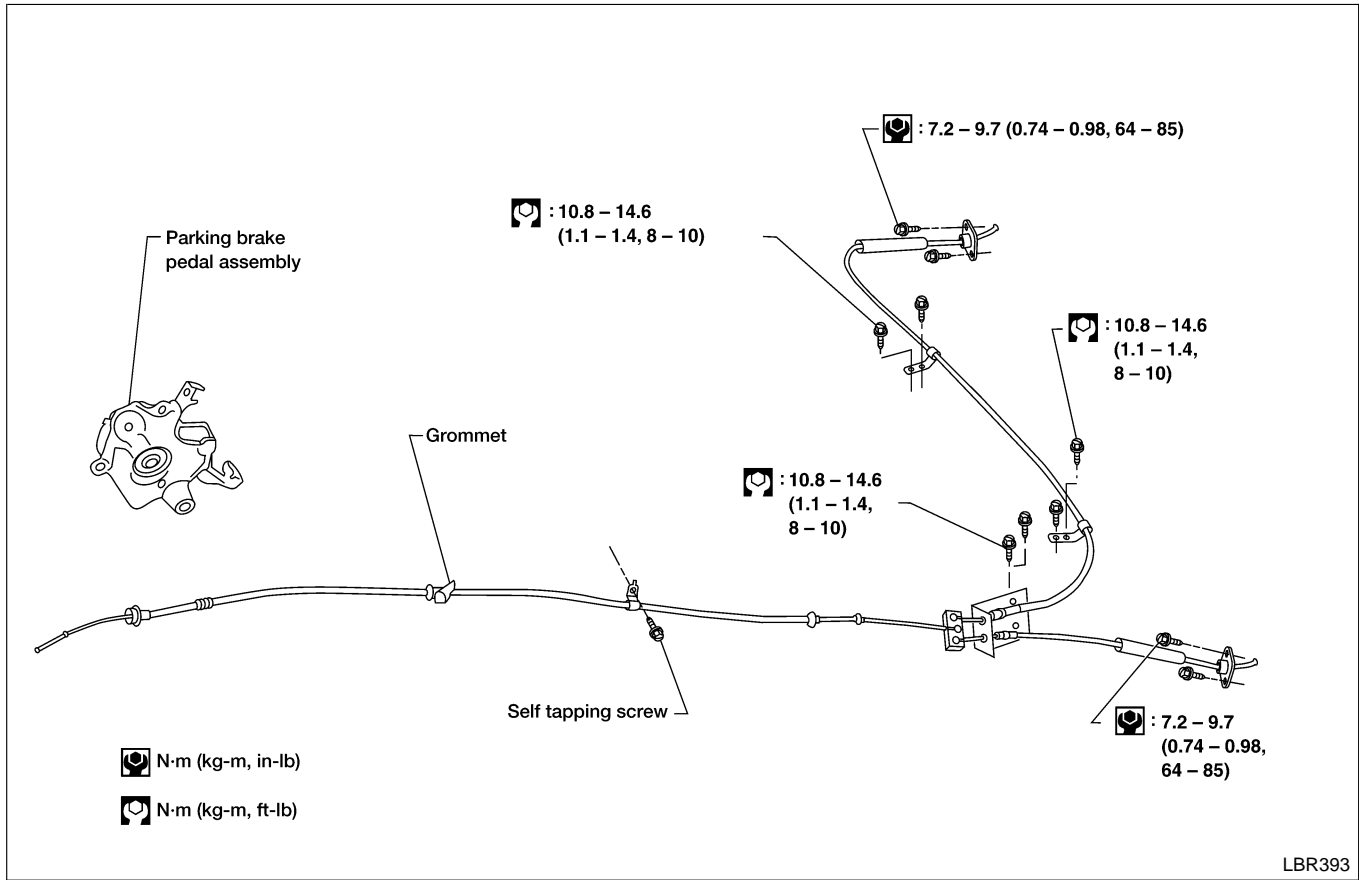 : 7.2 – 9.7 (0.74 – 0.98, 64 – 85)
: 10.8 – 14.6
(1.1 – 1.4, 8 – 10)
Parking brake
pedal assembly
: 10.8 – 14.6
(1.1 – 1.4,
8 – 10)
Grommet
: 10.8 – 14.6
(1.1 – 1.4,
8 – 10)
Self tapping screw
: 7.2 – 9.7
(0.74 – 0.98,
64 – 85)
N·m (kg-m, in-lb)
N·m (kg-m, ft-lb)
LBR393